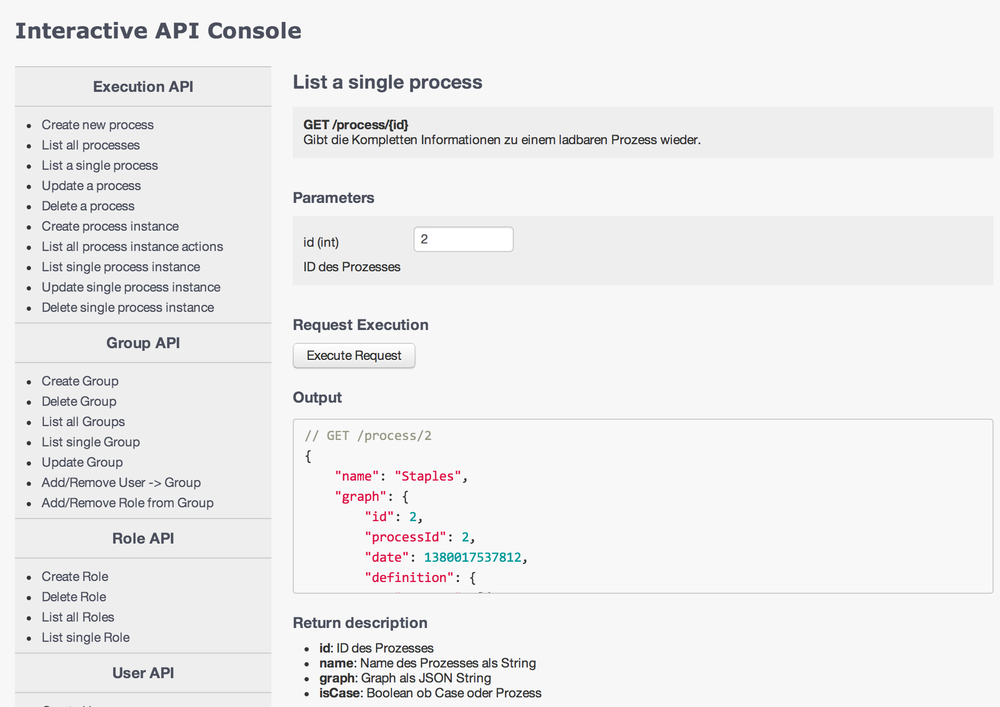 Interactive API Console
Execution API
Create new process
List all processes
List a single process
Update a process
Delete a process
Create process instance
List all process instance actions
List single process instance
Update single process instance
Delete single process instance
Group API
Create Group
Delete Group
List all Groups
List single Group
Update Group
Add/Remove User -> Group
Add/Remove Role from Group
Role API
Create Role
Delete Role
List all Roles
List single Role
User API
List a single process
GET /process/{id}
Gibt die Kompletten Informationen zu einem ladbaren Prozess wieder.
Parameters
id (int)
2
ID des Prozesses
Request Execution
Execute Request
Output
// GET /process/2
{
"name": "Staples",
"graph": {
"id": 2,
"processId": 2,
"date": 1380017537812,
"definition": {
Return description
id: ID des Prozesses
name: Name des Prozesses als String
graph: Graph als JSON String
isCase: Boolean ob Case oder Prozess